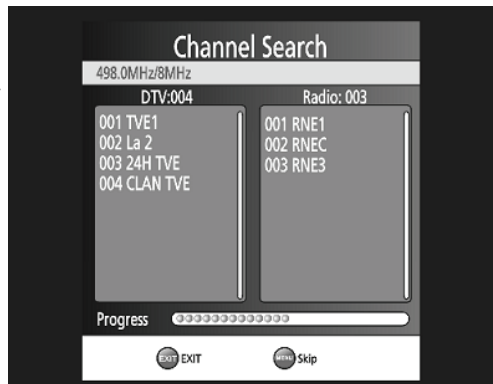 Channel Search
498.0MHz/8MHz
DTV:004
001 TVE1
002 La 2
003 24H TVE
004 CLAN TVE
Radio: 003
001 RNE1
002 RNEC
003 RNE3
Progress
EXIT EXIT
MENU Skip